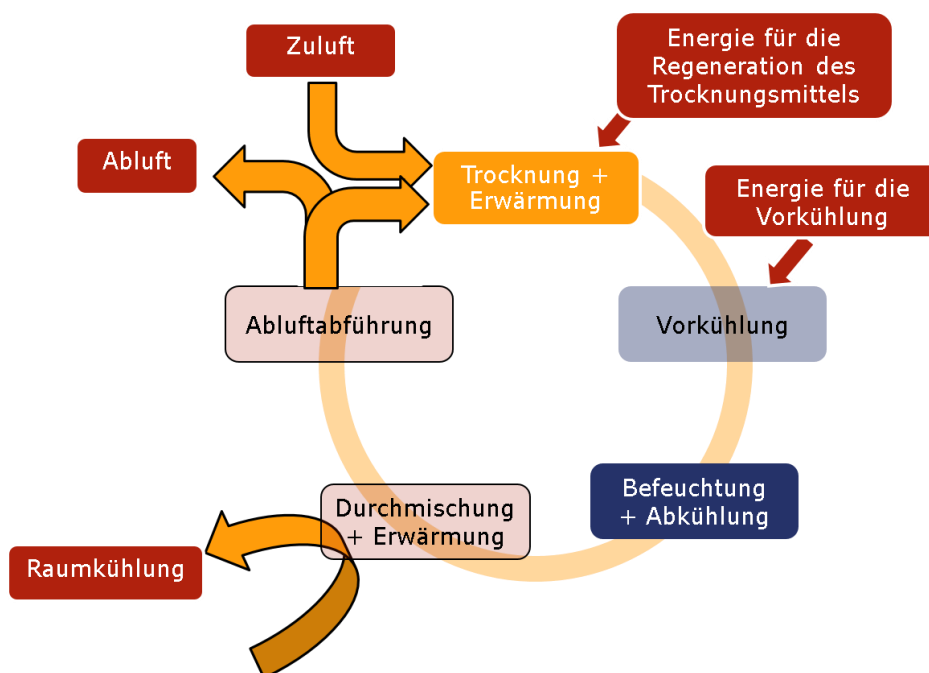 Zuluft
Energie für die
Regeneration des
Trocknungsmittels
Abluft
Trocknung +
Erwärmung
Energie für die
Vorkühlung
Abluftabführung
Vorkühlung
Befeuchtung
+ Abkühlung
Durchmischung
+ Erwärmung
Raumkühlung